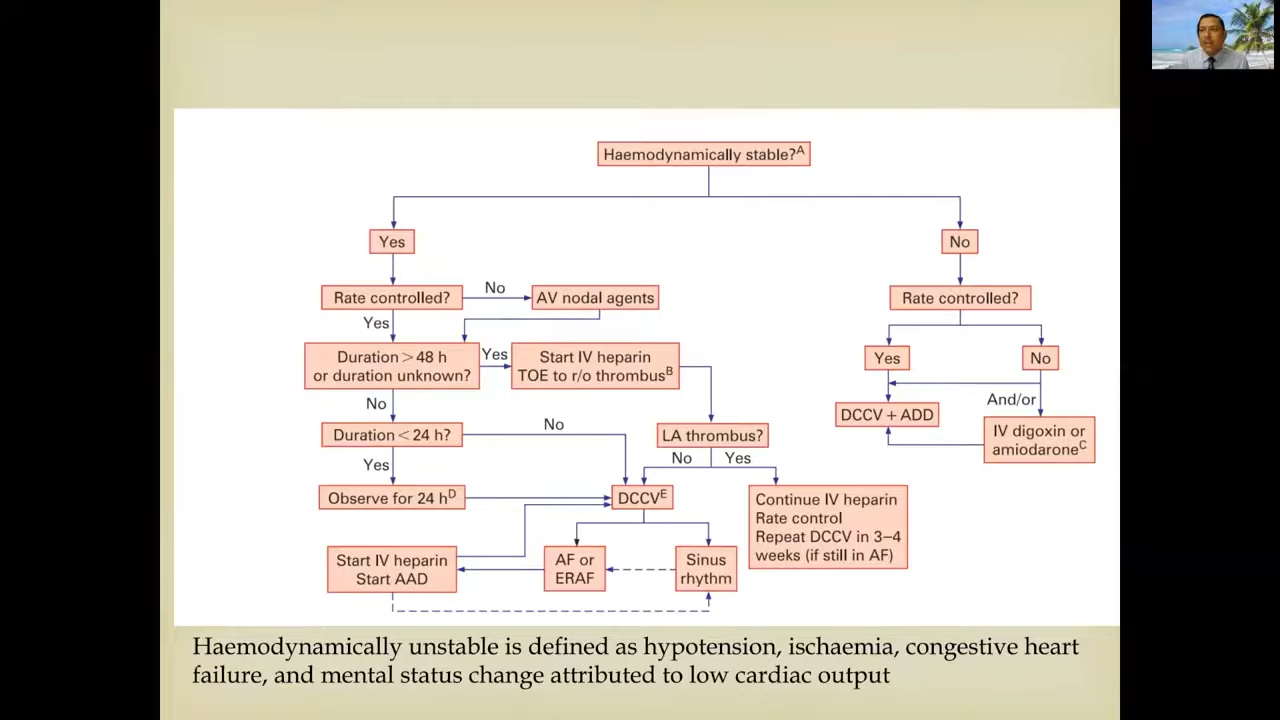 Haemodynamically stable?A
Yes
No
Rate controlled?
No
AV nodal agents
Rate controlled?
Yes
Duration > 48 h
or duration unknown?
Yes
Start IV heparin
TOE to r/o thrombusB
Yes
No
No
And/or
DCCV + ADD
IV digoxin or
amiodaroneC
Duration < 24 h?
No
LA thrombus?
No
Yes
Yes
Observe for 24 hD
DCCVE
Continue IV heparin
Rate control
Repeat DCCV in 3–4
weeks (if still in AF)
Start IV heparin
Start AAD
AF or
ERAF
Sinus
rhythm
Haemodynamically unstable is defined as hypotension, ischaemia, congestive heart
failure, and mental status change attributed to low cardiac output